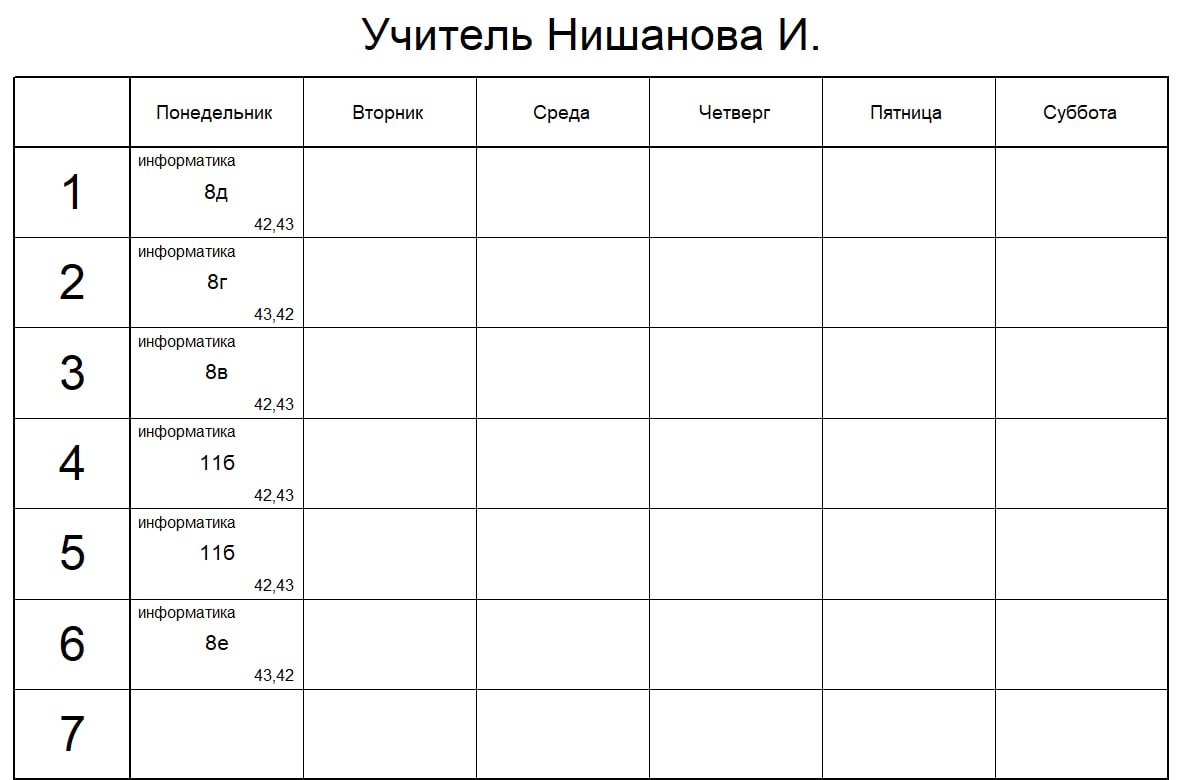 Учитель Нишанова И.
Понедельник Вторник Среда Четверг Пятница Суббота
1
информатика
8д
42,43
2
информатика
8г
43,42
3
информатика
8в
42,43
4
информатика
11б
42,43
5
информатика
11б
42,43
6
информатика
8е
43,42
7